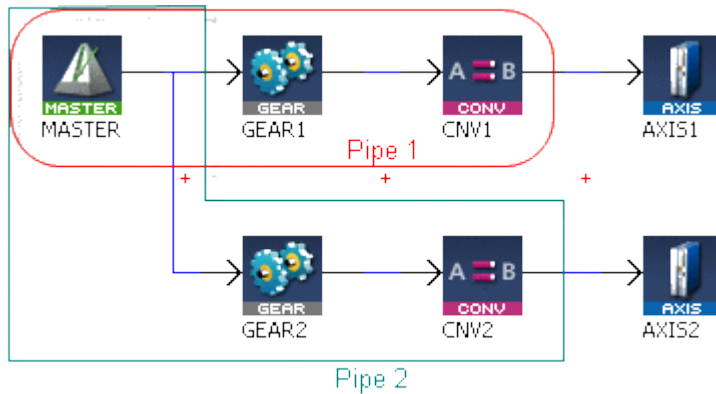 MASTER
MASTER
GEAR
GEAR1
A B
CONV
CNV1
AXIS
AXIS1
Pipe 1
GEAR
GEAR2
A B
CONV
CNV2
AXIS
AXIS2
Pipe 2